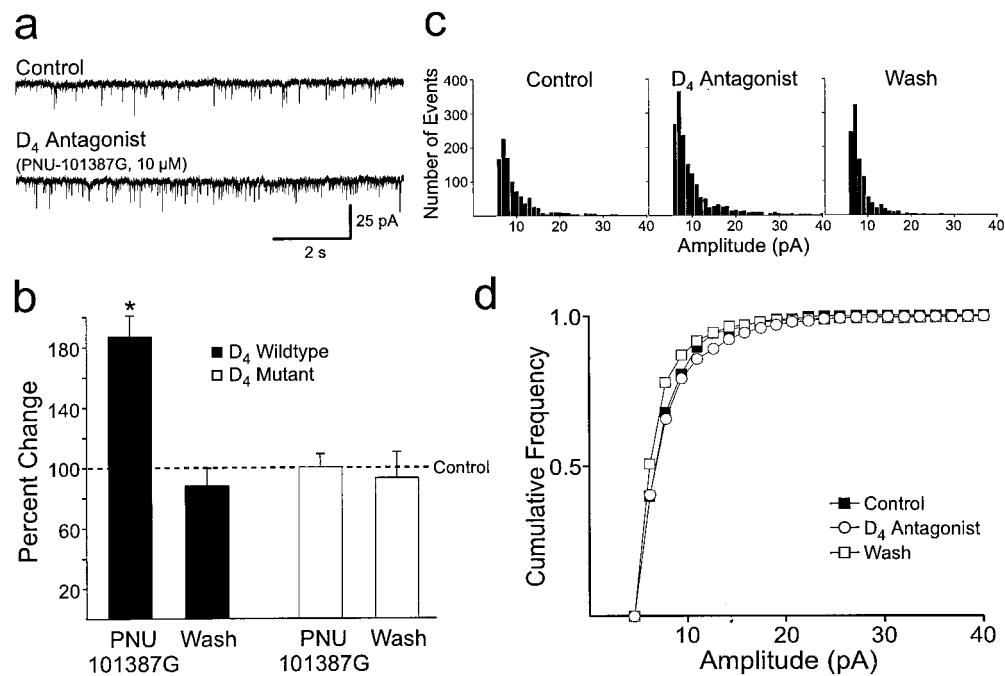 a
Control
D4 Antagonist
(PNU-101387G, 10 µM)
25 pA
2 s
b
*
Percent Change
180
140
100
60
20
D4 Wildtype
D4 Mutant
Control
PNU
101387G
Wash
PNU
101387G
Wash
c
Control
D4 Antagonist
Wash
Number of Events
400
300
200
100
10 20 30 40
10 20 30 40
10 20 30 40
Amplitude (pA)
d
Cumulative Frequency
1.0
0.5
Control
D4 Antagonist
Wash
10 20 30 40
Amplitude (pA)